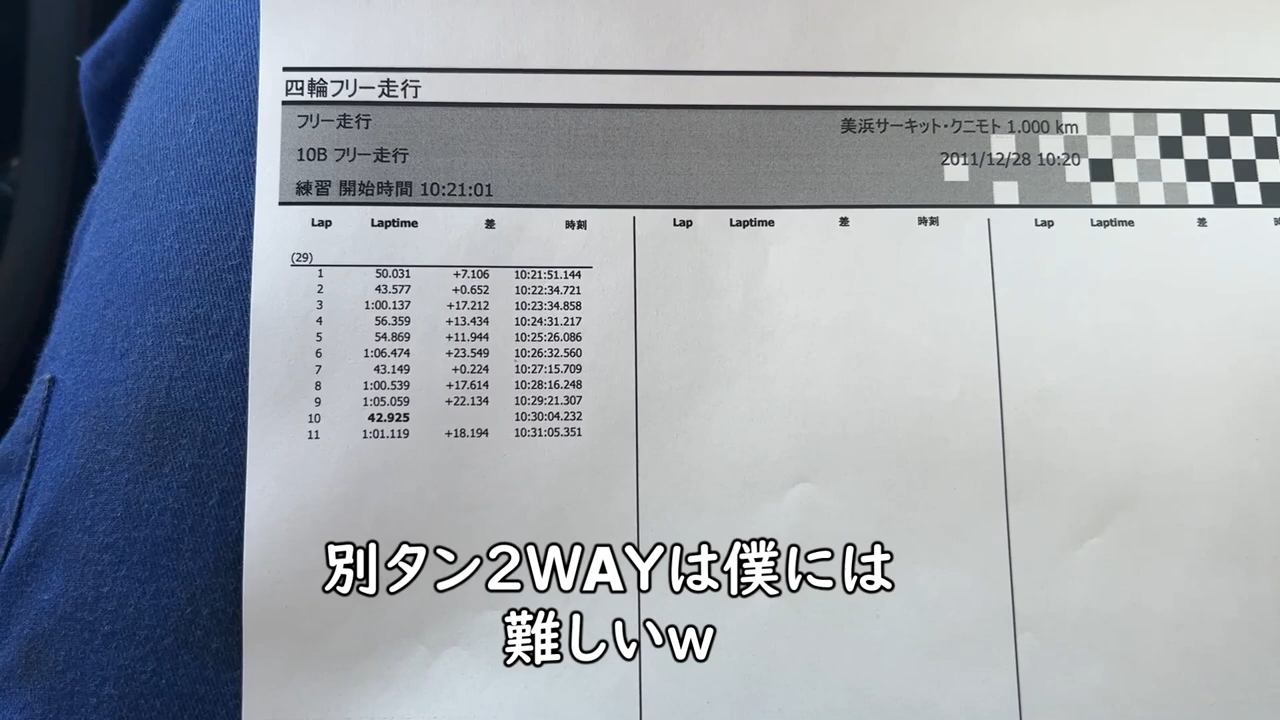 四輪フリー走行
フリー走行 美浜サーキット・クニモト 1.000 km
10B フリー走行 2011/12/28 10:20
練習 開始時間 10:21:01
Lap Laptime 差 時刻 Lap Laptime 差 時刻 Lap Laptime 差
(29)
1 50.031 +7.106 10:21:51.144
2 43.577 +0.652 10:22:34.721
3 1:00.137 +17.212 10:23:34.858
4 56.359 +13.434 10:24:31.217
5 54.869 +11.944 10:25:26.086
6 1:06.474 +23.549 10:26:32.560
7 43.149 +0.224 10:27:15.709
8 1:00.539 +17.614 10:28:16.248
9 1:05.059 +22.134 10:29:21.307
10 42.925 10:30:04.232
11 1:01.119 +18.194 10:31:05.351
別タン2WAYは僕には
難しいw